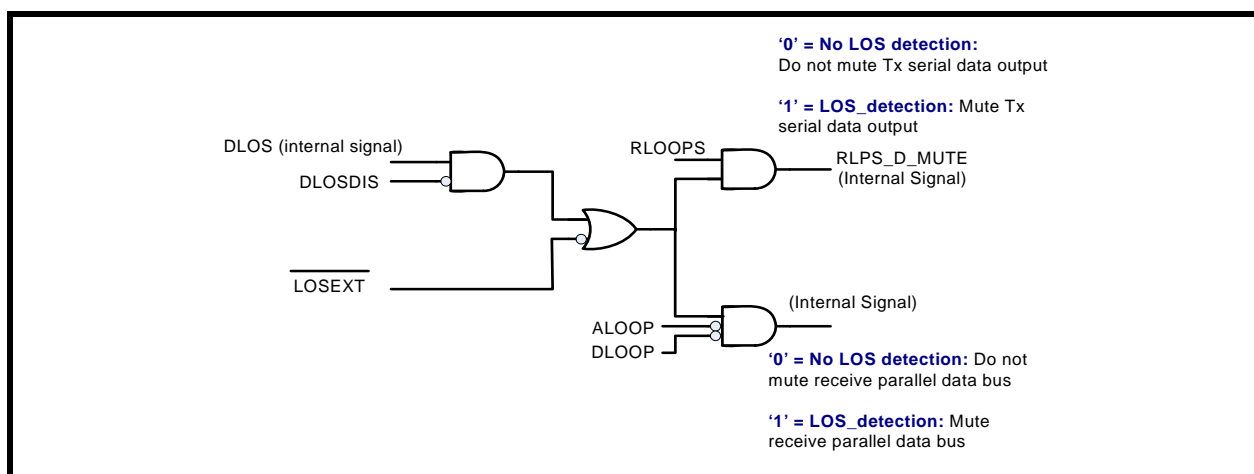 ‘0’ = No LOS detection:
Do not mute Tx serial data output
‘1’ = LOS_detection: Mute Tx
serial data output
DLOS (internal signal)
DLOSDIS
RLOOPS
RLPS_D_MUTE
(Internal Signal)
LOSEXT
(Internal Signal)
ALOOP
DLOOP
‘0’ = No LOS detection: Do not
mute receive parallel data bus
‘1’ = LOS_detection: Mute
receive parallel data bus